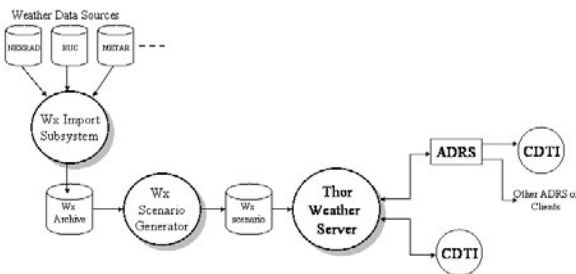 Weather Data Sources
NEXRAD
RUC
METAR
Wx Import
Subsystem
Wx
Archive
Wx
Scenario
Generator
Wx
scenario
Thor
Weather
Server
ADRS
CDTI
Other ADRS or
Clients
CDTI